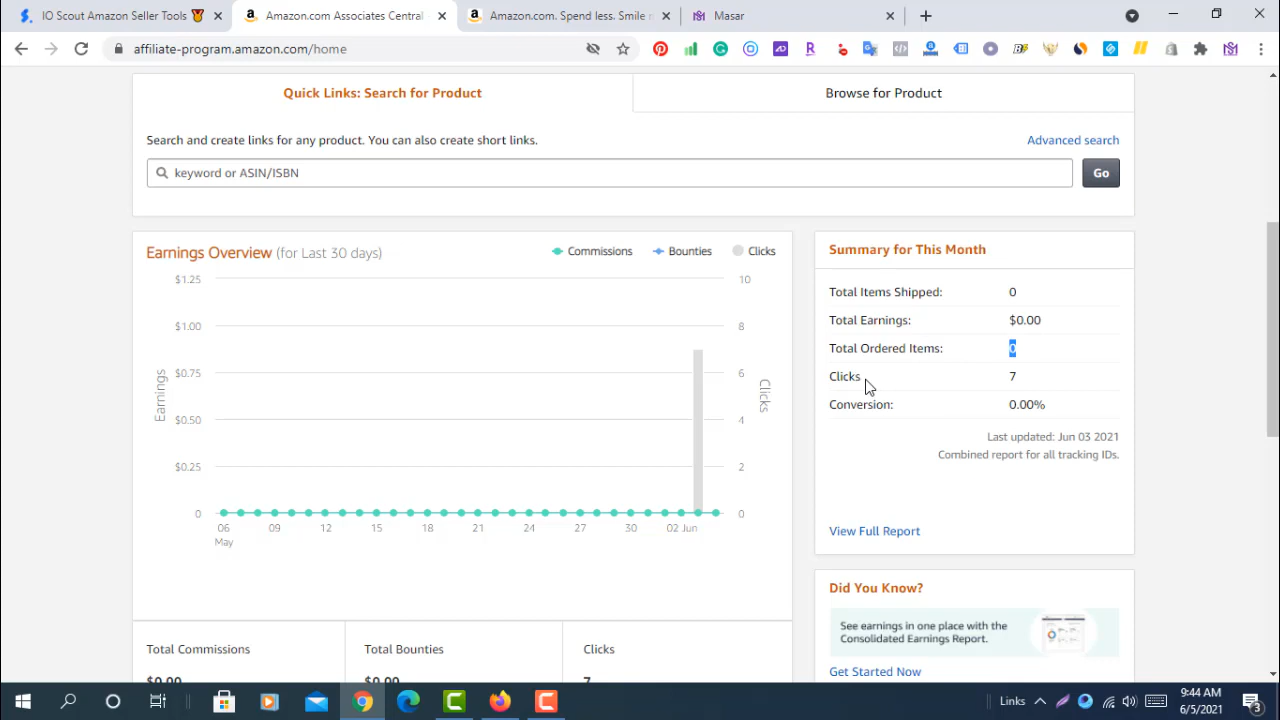 IO Scout Amazon Seller Tools
Amazon.com Associates Central
Amazon.com. Spend less. Smile
Masar
affiliate-program.amazon.com/home
Quick Links: Search for Product
Browse for Product
Search and create links for any product. You can also create short links.
Advanced search
keyword or ASIN/ISBN
Go
Earnings Overview (for Last 30 days)
Commissions
Bounties
Clicks
$1.25
$1.00
$0.75
$0.50
$0.25
0
Earnings
10
8
6
4
2
0
Clicks
06 09 12 15 18 21 24 27 30 02 Jun
May
Summary for This Month
Total Items Shipped: 0
Total Earnings: $0.00
Total Ordered Items: 0
Clicks 7
Conversion: 0.00%
Last updated: Jun 03 2021
Combined report for all tracking IDs.
View Full Report
Did You Know?
See earnings in one place with the
Consolidated Earnings Report.
Get Started Now
Total Commissions
$0.00
Total Bounties
$0.00
Clicks
7
Links
9:44 AM
6/5/2021
3